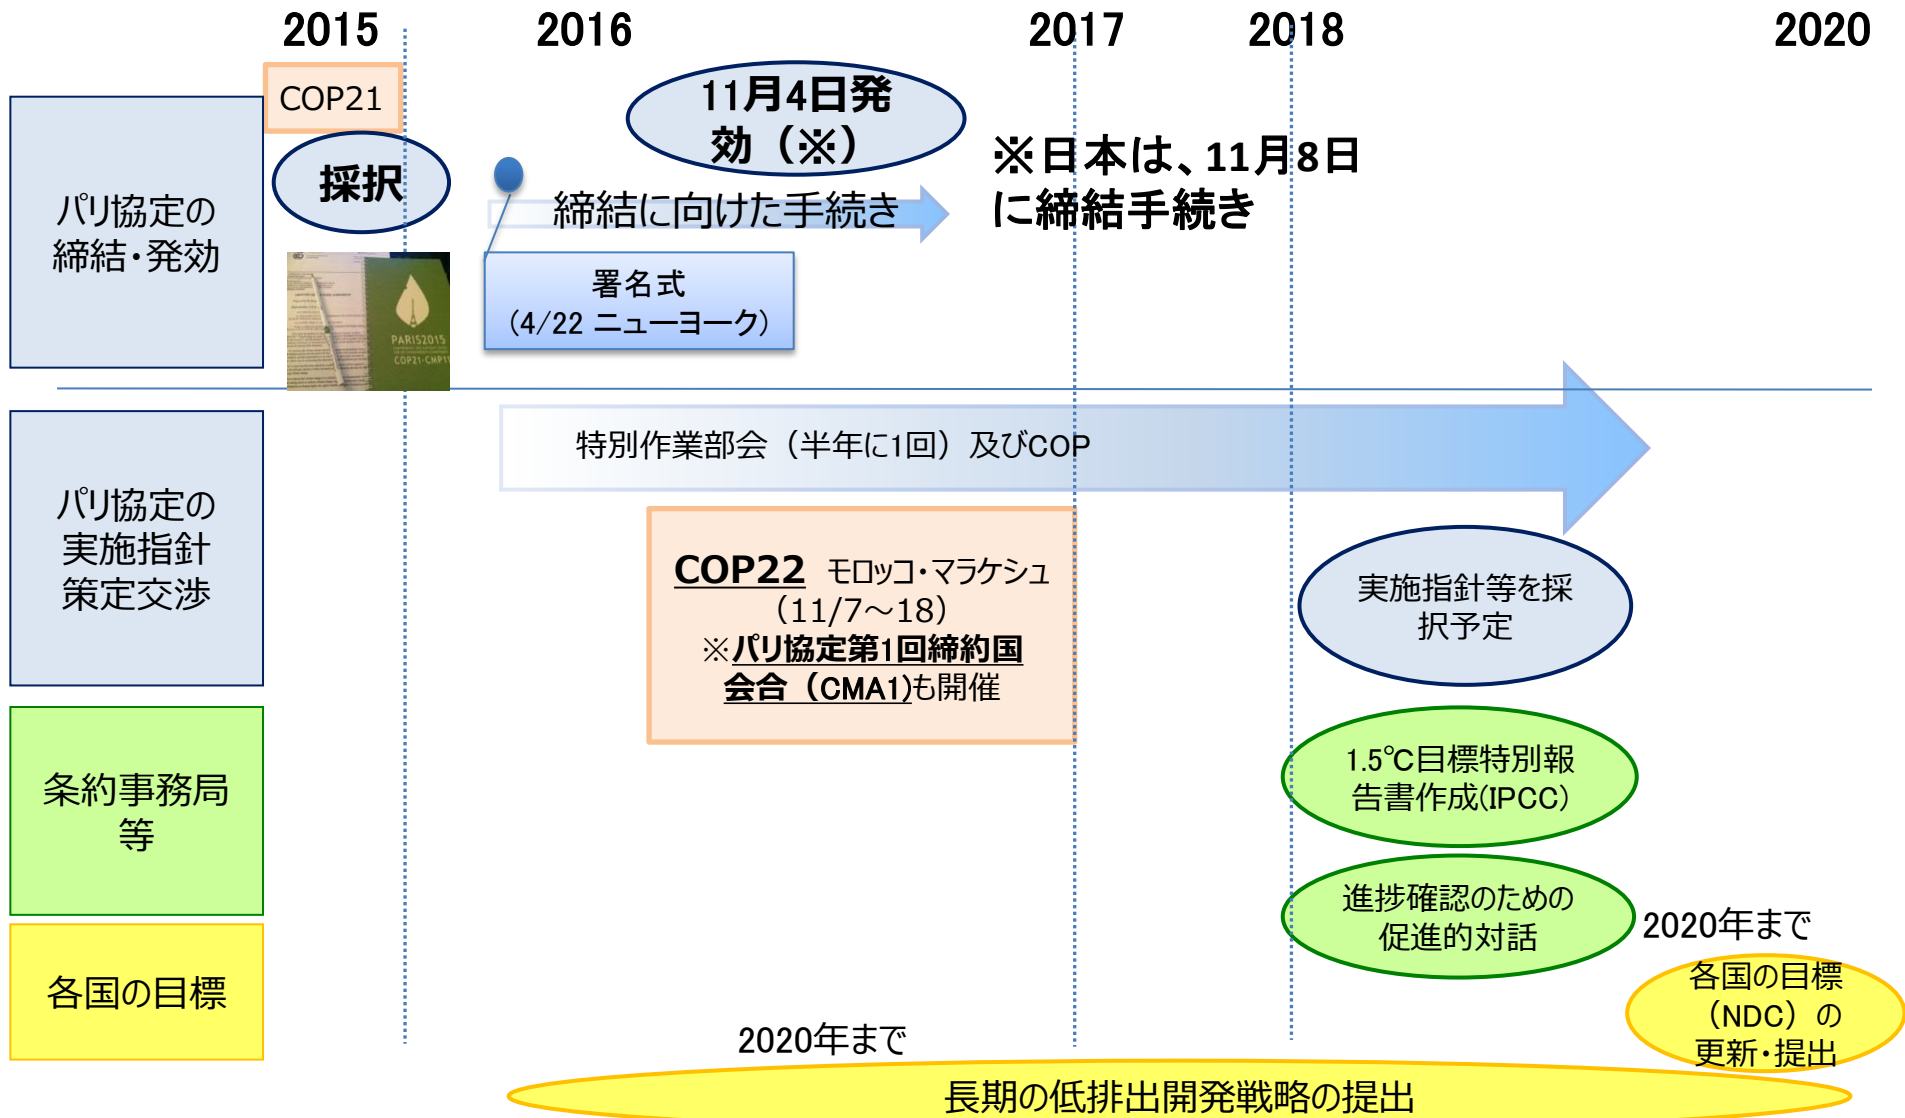 2015
2016
2017
2018
2020
COP21
採択
11月4日発
効（※）
※日本は、11月8日
に締結手続き
締結に向けた手続き
署名式
(4/22 ニューヨーク)
パリ協定の
締結・発効
PARIS2015
COP21・CMP11
特別作業部会（半年に1回）及びCOP
パリ協定の
実施指針
策定交渉
COP22 モロッコ・マラケシュ
（11/7～18）
※パリ協定第1回締約国
会合（CMA1)も開催
実施指針等を採
択予定
条約事務局
等
1.5℃目標特別報
告書作成(IPCC)
進捗確認のための
促進的対話
各国の目標
2020年まで
各国の目標
（NDC）の
更新・提出
2020年まで
長期の低排出開発戦略の提出